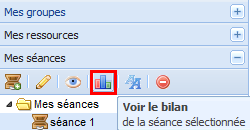 Mes groupes
Mes ressources
Mes séances
Mes séances
séance 1
Voir le bilan
de la séance sélectionnée